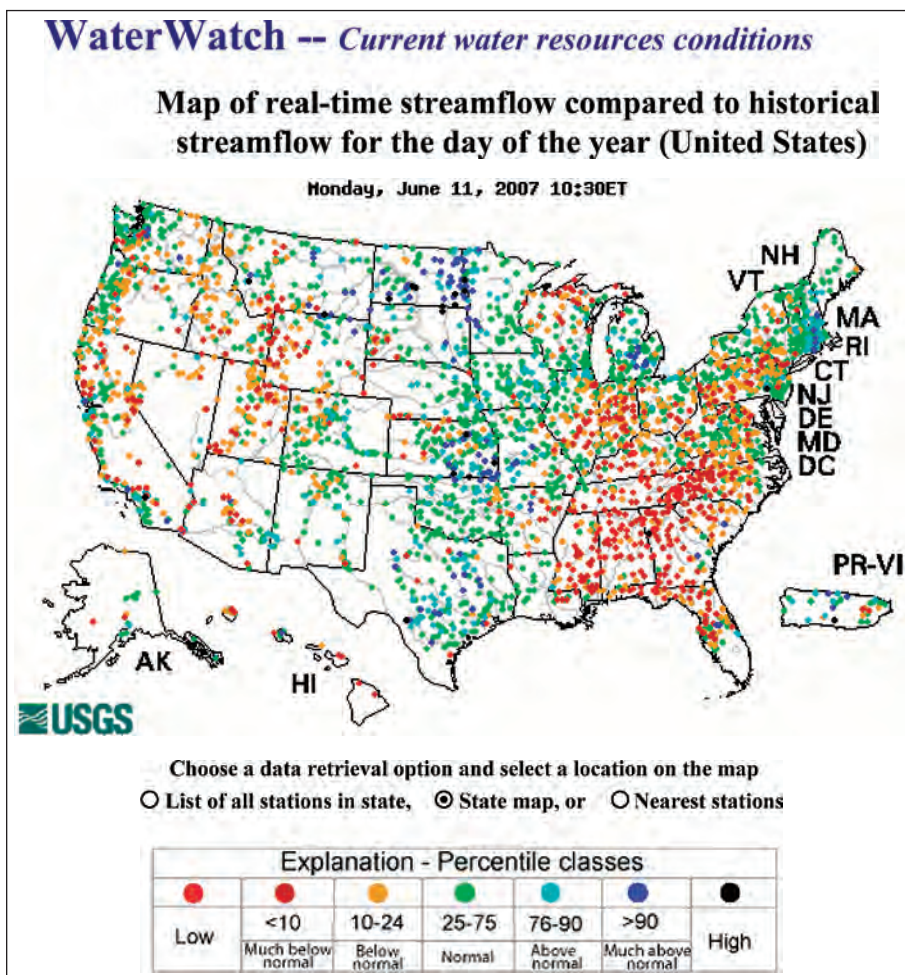 WaterWatch -- Current water resources conditions
Map of real-time streamflow compared to historical
streamflow for the day of the year (United States)
Monday, June 11, 2007 10:30ET
NH
VT
MA
RI
CT
NJ
DE
MD
DC
PR-VI
AK
HI
USGS
Choose a data retrieval option and select a location on the map
List of all stations in state, State map, or Nearest stations
Explanation - Percentile classes
Low <10 10-24 25-75 76-90 >90 High
Much below normal Below normal Normal Above normal Much above normal